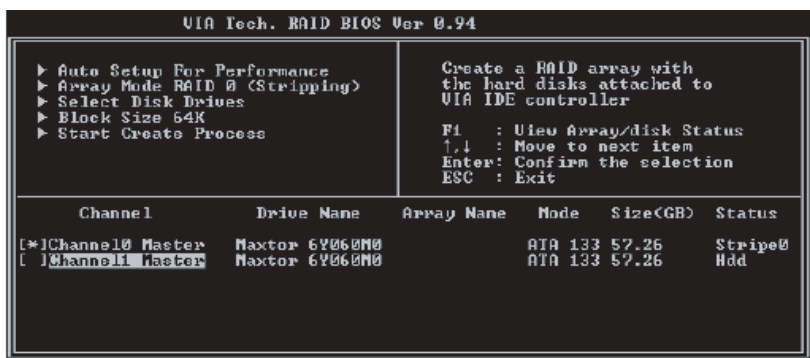 VIA Tech. RAID BIOS Ver 0.94
▶ Auto Setup For Performance
▶ Array Mode RAID 0 (Stripping)
▶ Select Disk Drives
▶ Block Size 64K
▶ Start Create Process
Create a RAID array with
the hard disks attached to
VIA IDE controller
F1 : View Array/disk Status
↑,↓ : Move to next item
Enter: Confirm the selection
ESC : Exit
Channel Drive Name Array Name Mode Size(GB) Status
[*]Channel0 Master Maxtor 6Y060M0 ATA 133 57.26 Stripe0
[ ]Channel1 Master Maxtor 6Y060M0 ATA 133 57.26 Hdd